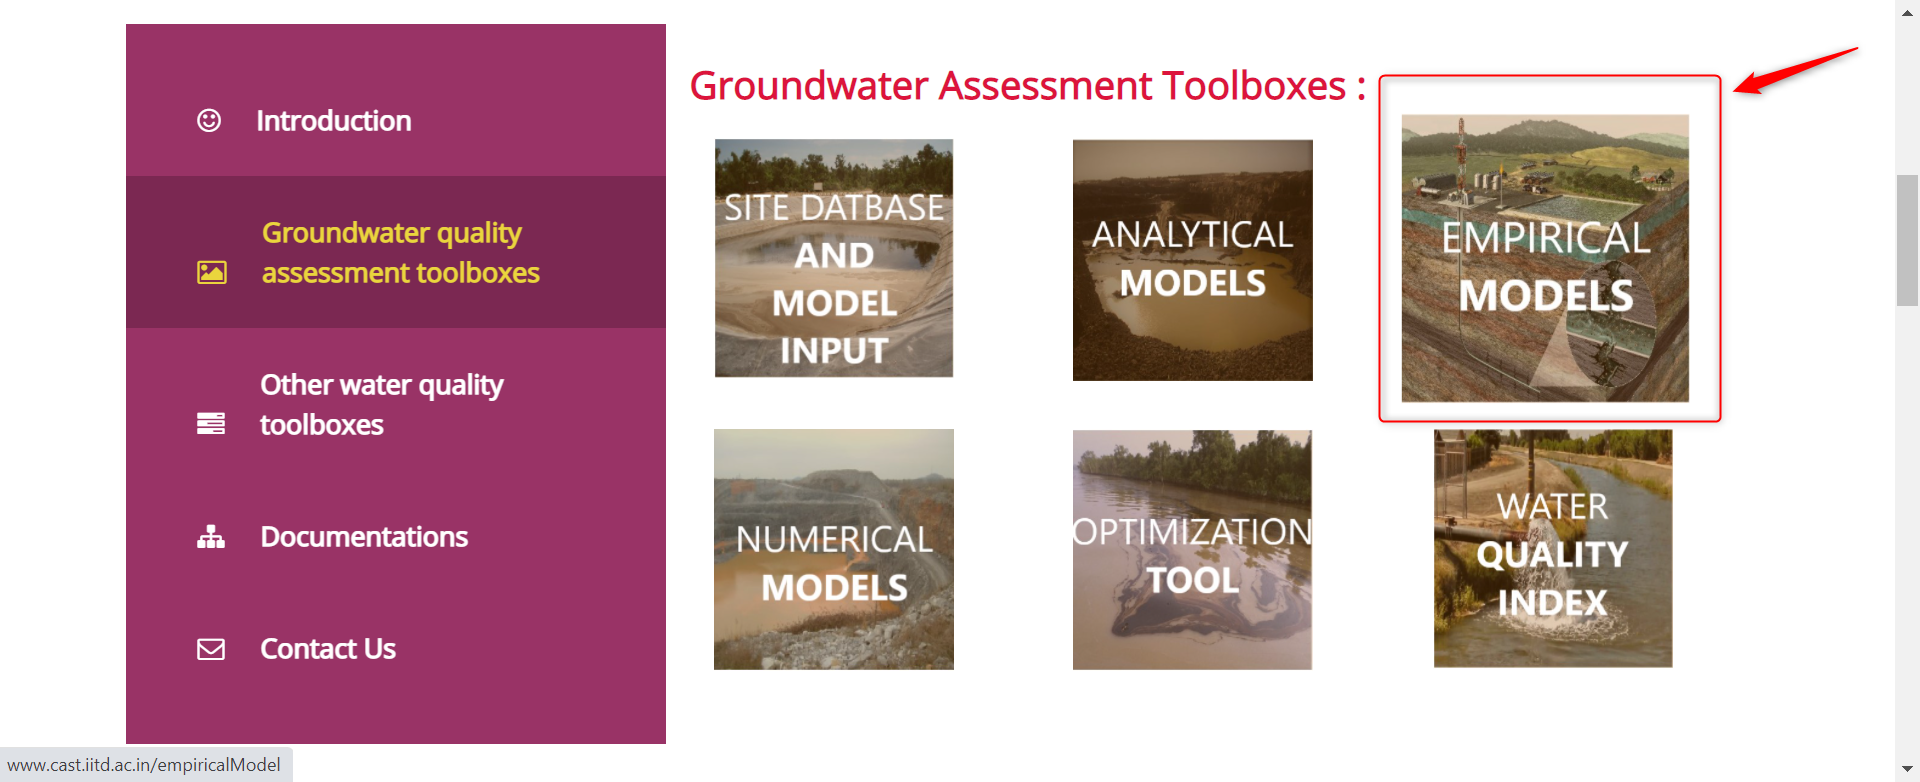 Introduction
Groundwater quality
assessment toolboxes
Other water quality
toolboxes
Documentations
Contact Us
Groundwater Assessment Toolboxes :
SITE DATBASE
AND
MODEL
INPUT
ANALYTICAL
MODELS
EMPIRICAL
MODELS
NUMERICAL
MODELS
OPTIMIZATION
TOOL
WATER
QUALITY
INDEX
www.cast.iitd.ac.in/empiricalModel